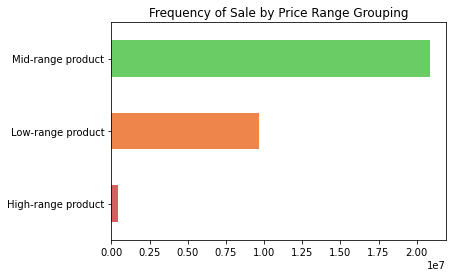 Frequency of Sale by Price Range Grouping
Mid-range product
Low-range product
High-range product
0.00 0.25 0.50 0.75 1.00 1.25 1.50 1.75 2.00
1e7